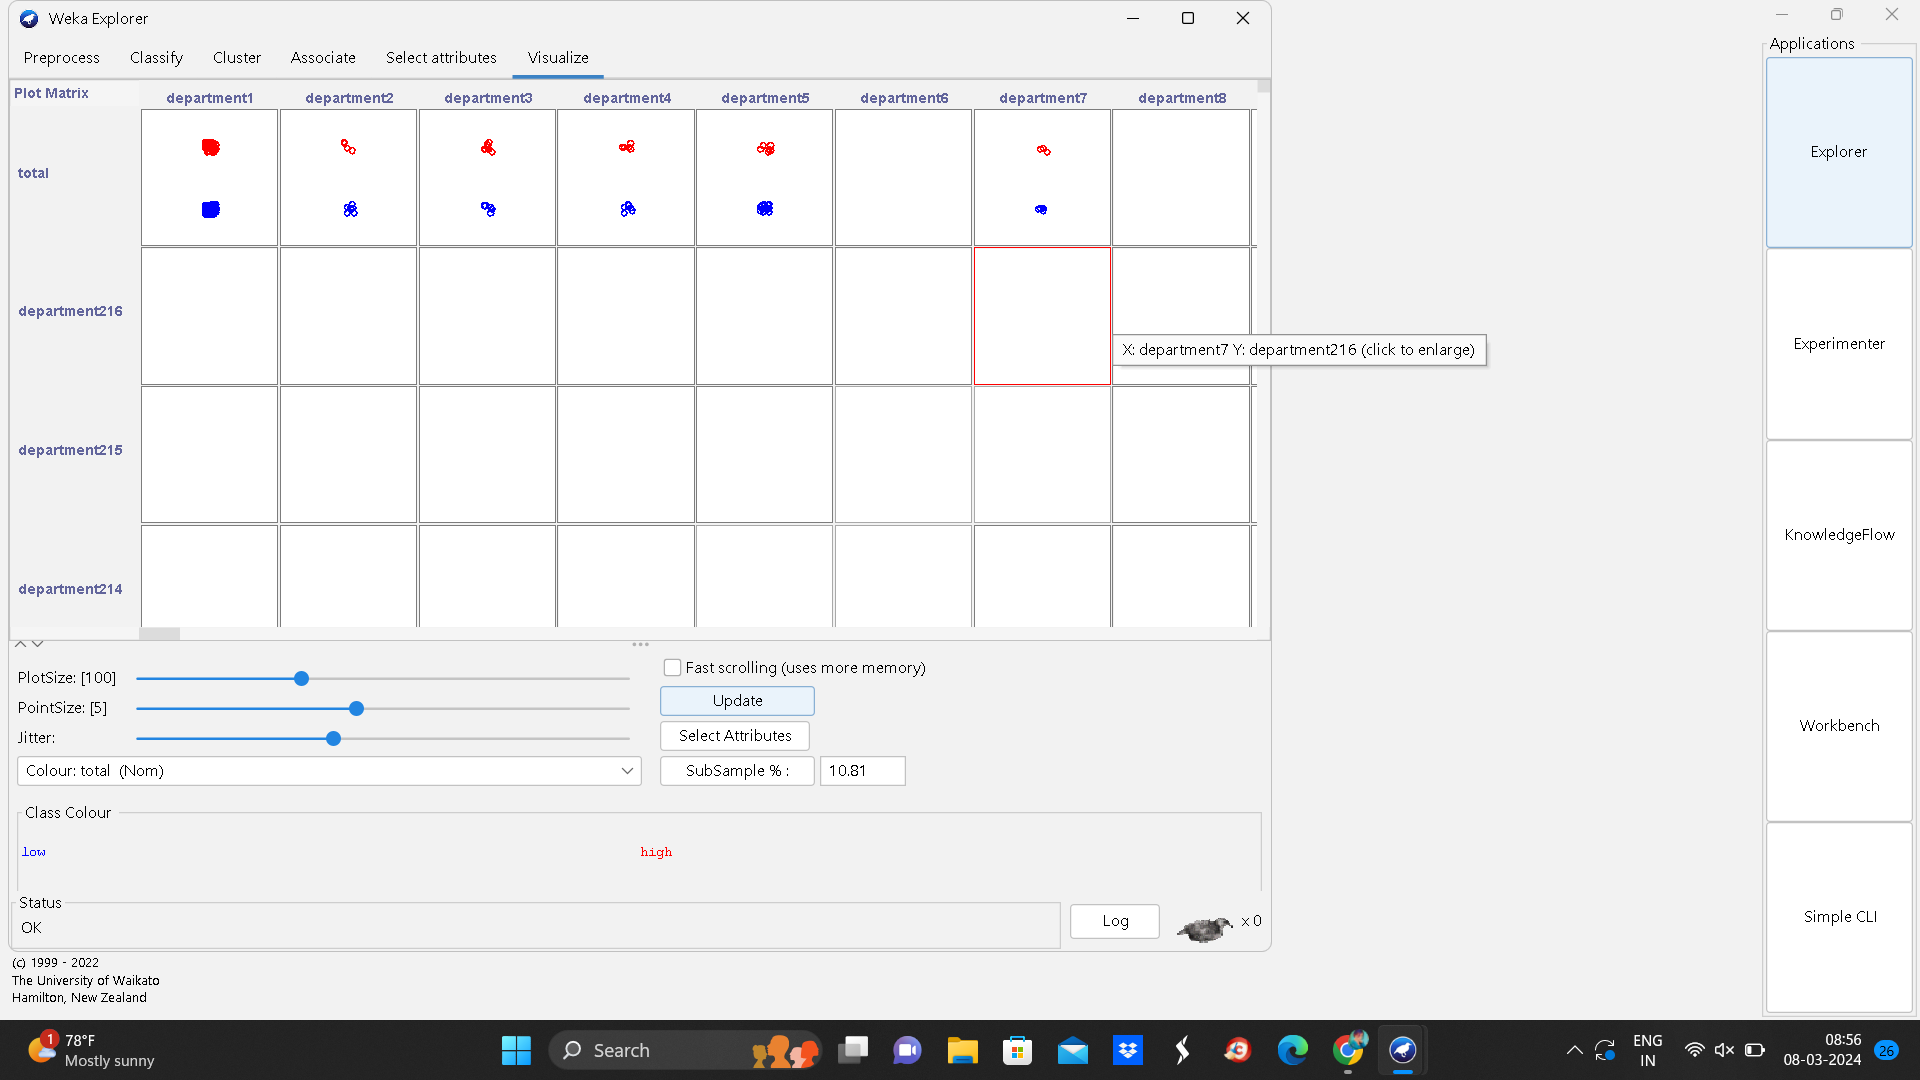 Weka Explorer
Preprocess Classify Cluster Associate Select attributes Visualize
Plot Matrix department1 department2 department3 department4 department5 department6 department7 department8
total
department216
X: department7 Y: department216 (click to enlarge)
department215
department214
PlotSize: [100]
PointSize: [5]
Jitter:
Fast scrolling (uses more memory)
Update
Select Attributes
Colour: total (Nom)
SubSample % : 10.81
Class Colour
low high
Status
OK
Log x 0
(c) 1999 - 2022
The University of Waikato
Hamilton, New Zealand
Applications
Explorer
Experimenter
KnowledgeFlow
Workbench
Simple CLI
1
78°F
Mostly sunny
Search
ENG
IN
08:56
08-03-2024
26